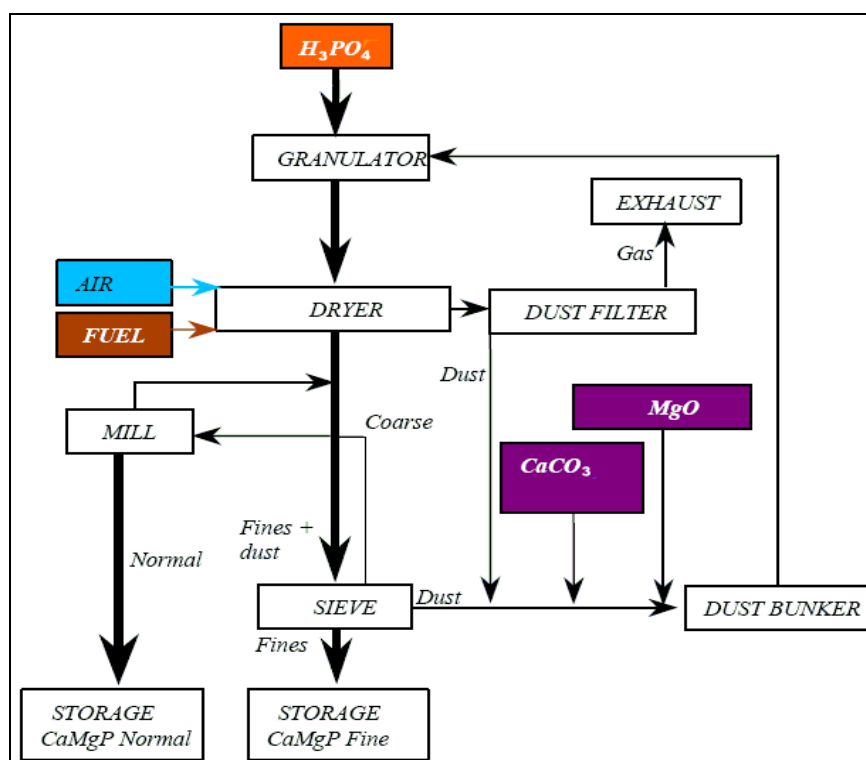 H₃PO₄
GRANULATOR
EXHAUST
Gas
AIR
DRYER
DUST FILTER
FUEL
Dust
MgO
Coarse
MILL
CaCO₃
Fines +
dust
Normal
SIEVE
Dust
DUST BUNKER
Fines
STORAGE
CaMgP Normal
STORAGE
CaMgP Fine